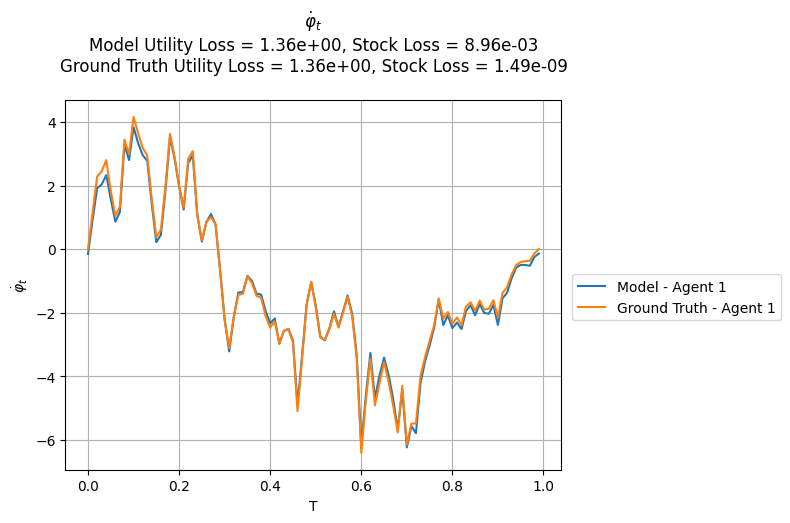 φ̇ₜ
Model Utility Loss = 1.36e+00, Stock Loss = 8.96e-03
Ground Truth Utility Loss = 1.36e+00, Stock Loss = 1.49e-09
4
2
0
−2
−4
−6
φ̇ₜ
0.0 0.2 0.4 0.6 0.8 1.0
T
Model - Agent 1
Ground Truth - Agent 1